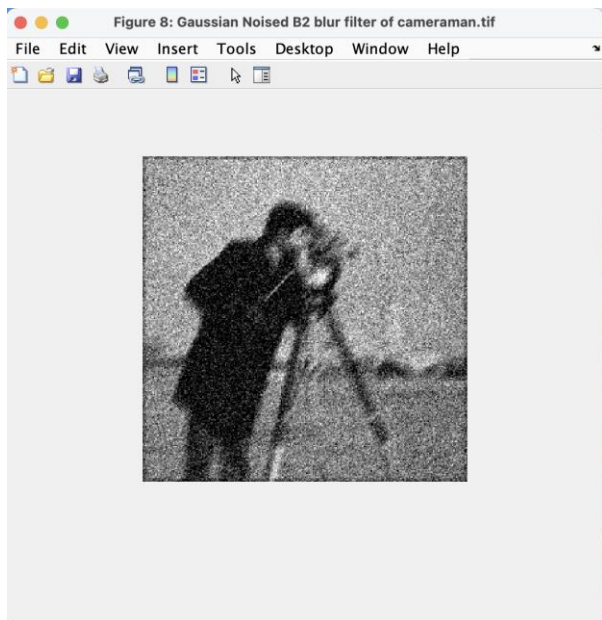 Figure 8: Gaussian Noised B2 blur filter of cameraman.tif
File Edit View Insert Tools Desktop Window Help